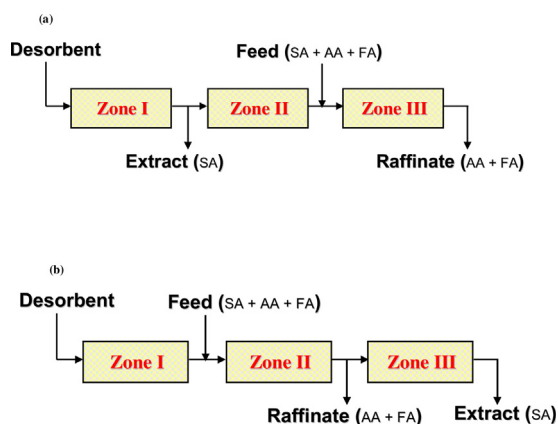 (a)
Desorbent
Feed (SA + AA + FA)
Zone I
Zone II
Zone III
Extract (SA)
Raffinate (AA + FA)
(b)
Desorbent
Feed (SA + AA + FA)
Zone I
Zone II
Zone III
Raffinate (AA + FA)
Extract (SA)